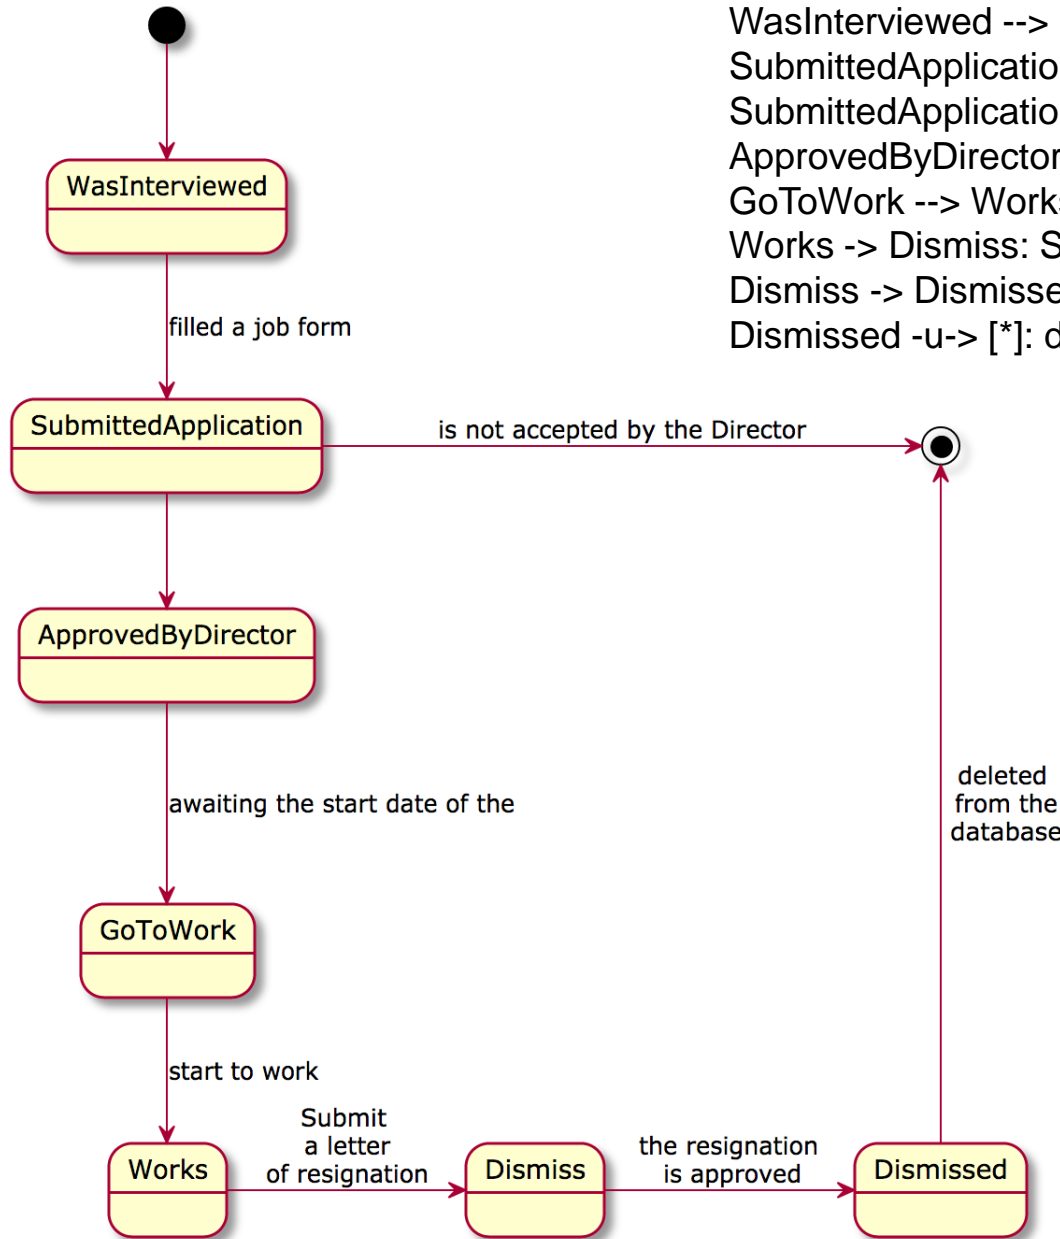 WasInterviewed -->
SubmittedApplicatio
SubmittedApplicatio
ApprovedByDirector
GoToWork --> Works
Works -> Dismiss: S
Dismiss -> Dismisse
Dismissed -u-> [*]: d
WasInterviewed
filled a job form
SubmittedApplication
is not accepted by the Director
ApprovedByDirector
awaiting the start date of the
deleted
from the
database
GoToWork
start to work
Works
Submit
a letter
of resignation
Dismiss
the resignation
is approved
Dismissed